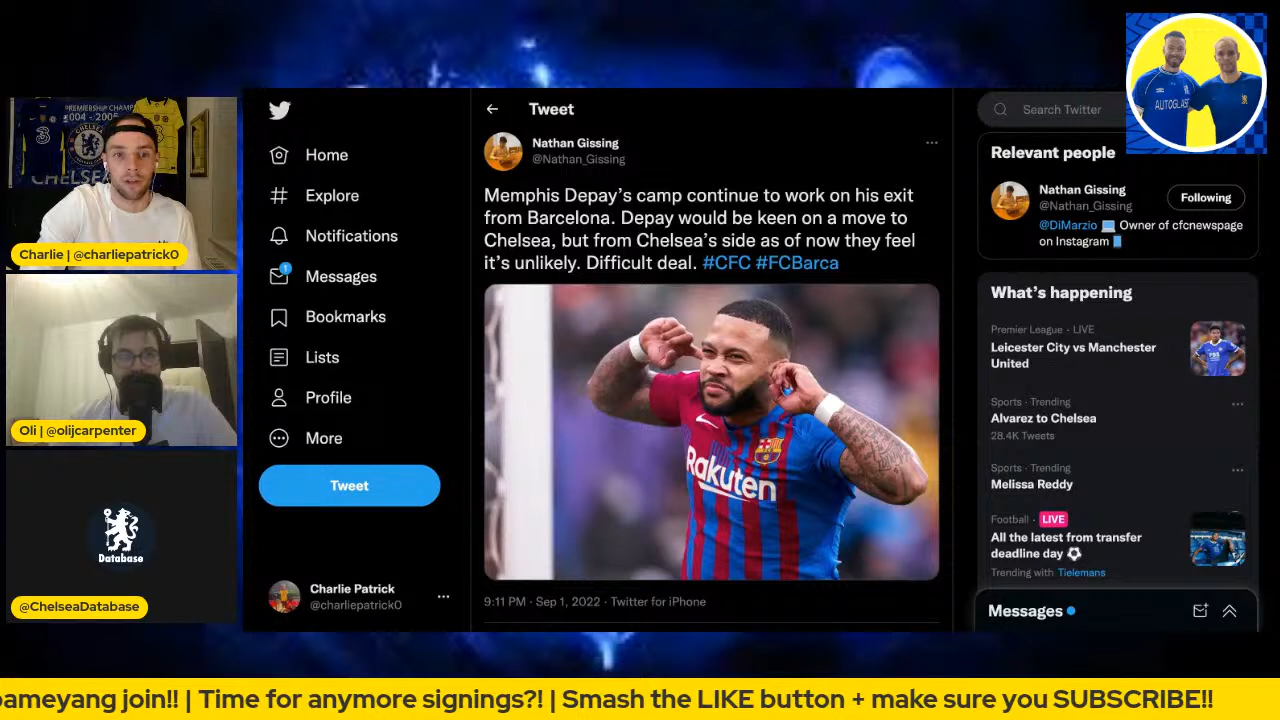 PREMIERSHIP CHAMP
2004 - 2005
CHELSEA
Charlie | @charliepatrick0
Oli | @olijcarpenter
Database
@ChelseaDatabase
Home
Explore
Notifications
1
Messages
Bookmarks
Lists
Profile
More
Tweet
Charlie Patrick
@charliepatrick0
Tweet
Nathan Gissing
@Nathan_Gissing
Memphis Depay’s camp continue to work on his exit
from Barcelona. Depay would be keen on a move to
Chelsea, but from Chelsea’s side as of now they feel
it’s unlikely. Difficult deal. #CFC #FCBarca
Rakuten
9:11 PM · Sep 1, 2022 · Twitter for iPhone
Search Twitter
AUTOGLASS
Relevant people
Nathan Gissing
@Nathan_Gissing
Following
@DiMarzio 💻 Owner of cfcnewspage
on Instagram 📱
What’s happening
Premier League · LIVE
Leicester City vs Manchester
United
Sports · Trending
Alvarez to Chelsea
28.4K Tweets
Sports · Trending
Melissa Reddy
Football · LIVE
All the latest from transfer
deadline day ⚽
Trending with Tielemans
Messages
bameyang join!! | Time for anymore signings?! | Smash the LIKE button + make sure you SUBSCRIBE!!